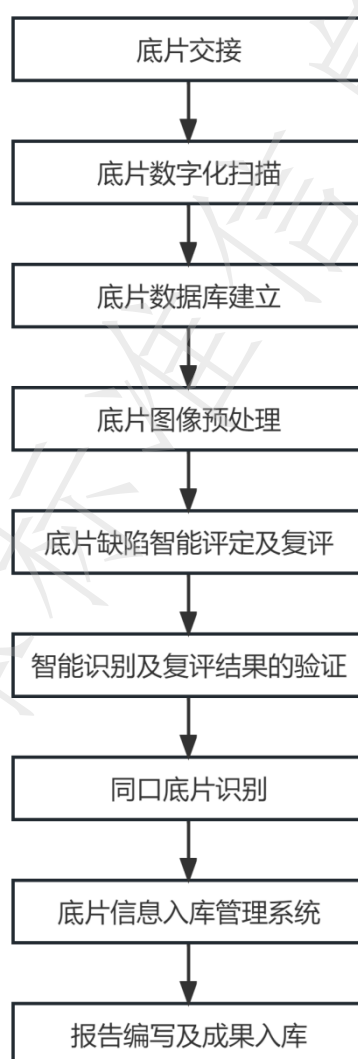 底片交接
底片数字化扫描
底片数据库建立
底片图像预处理
底片缺陷智能评定及复评
智能识别及复评结果的验证
同口底片识别
底片信息入库管理系统
报告编写及成果入库